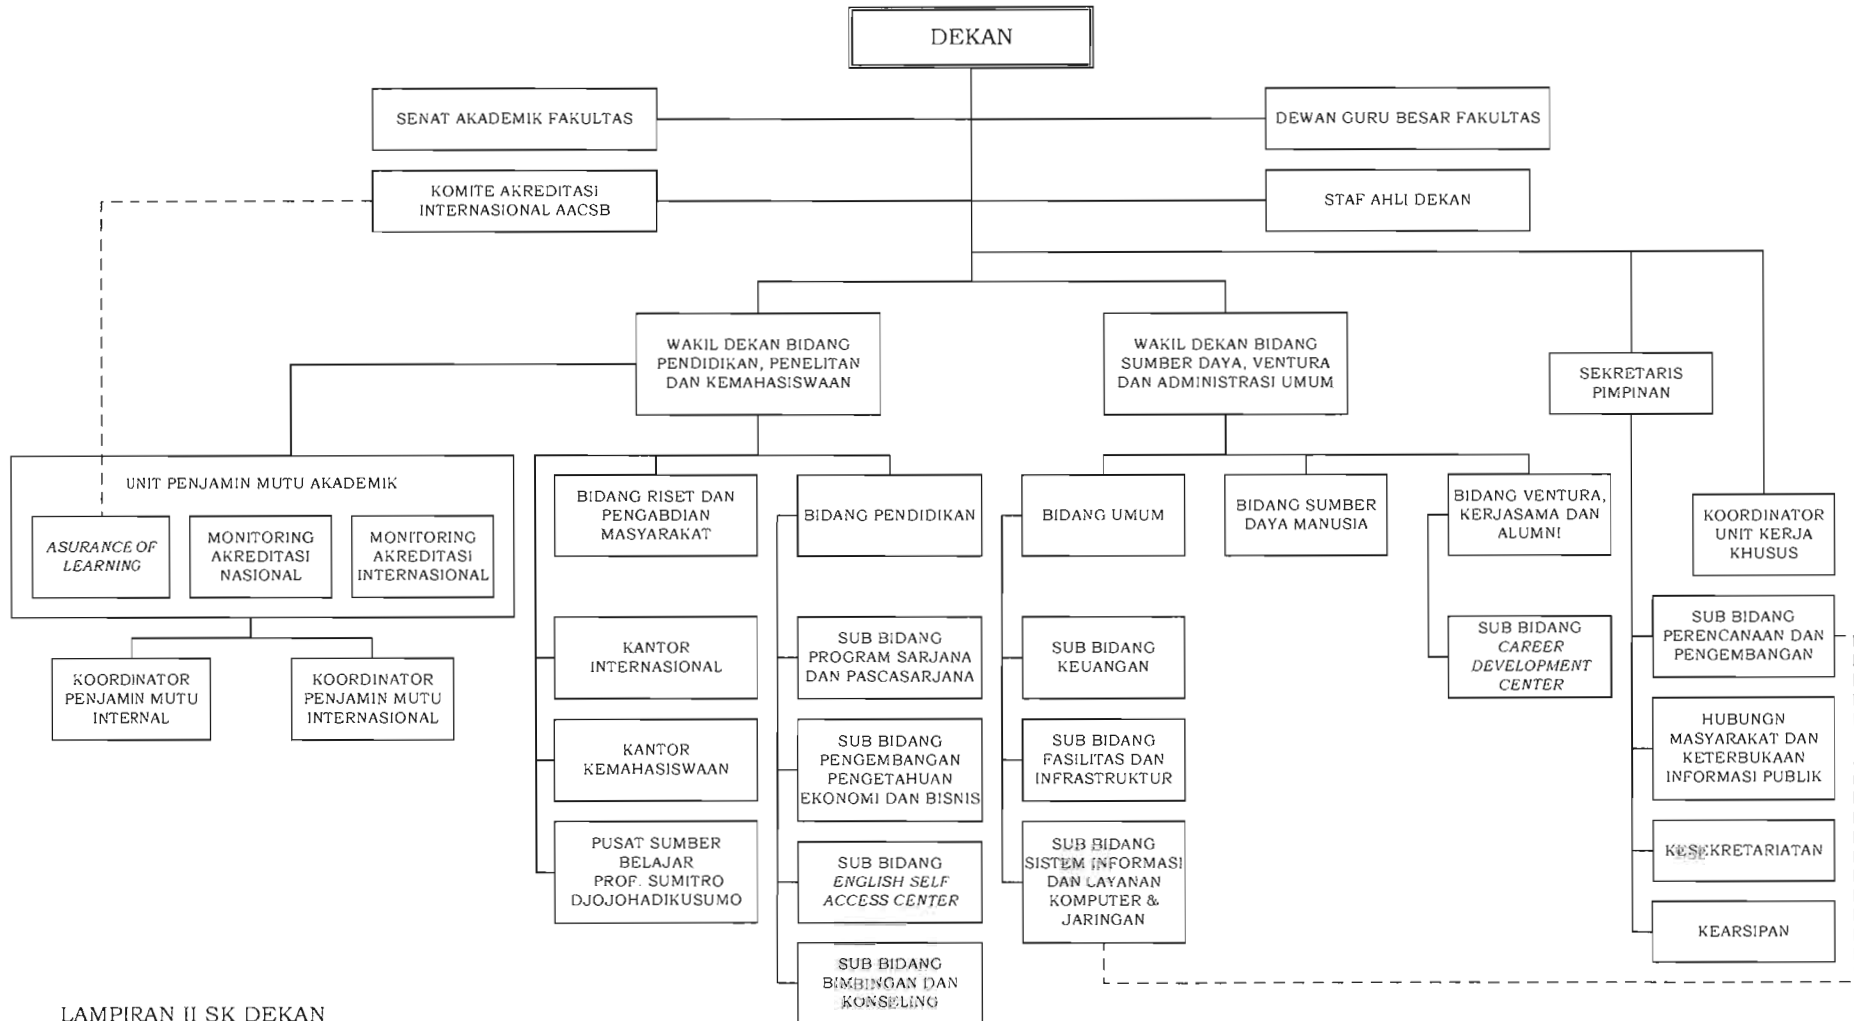 DEKAN
SENAT AKADEMIK FAKULTAS
DEWAN GURU BESAR FAKULTAS
KOMITE AKREDITASI
INTERNASIONAL AACSB
STAF AHLI DEKAN
WAKIL DEKAN BIDANG
PENDIDIKAN, PENELITAN
DAN KEMAHASISWAAN
WAKIL DEKAN BIDANG
SUMBER DAYA, VENTURA
DAN ADMINISTRASI UMUM
SEKRETARIS
PIMPINAN
UNIT PENJAMIN MUTU AKADEMIK
ASURANCE OF
LEARNING
MONITORING
AKREDITASI
NASIONAL
MONITORING
AKREDITASI
INTERNASIONAL
KOORDINATOR
PENJAMIN MUTU
INTERNAL
KOORDINATOR
PENJAMIN MUTU
INTERNASIONAL
BIDANG RISET DAN
PENGABDIAN
MASYARAKAT
KANTOR
INTERNASIONAL
KANTOR
KEMAHASISWAAN
PUSAT SUMBER
BELAJAR
PROF. SUMITRO
DJOJOHADIKUSUMO
BIDANG PENDIDIKAN
SUB BIDANG
PROGRAM SARJANA
DAN PASCASARJANA
SUB BIDANG
PENGEMBANGAN
PENGETAHUAN
EKONOMI DAN BISNIS
SUB BIDANG
ENGLISH SELF
ACCESS CENTER
SUB BIDANG
BIMBINGAN DAN
KONSELING
BIDANG UMUM
SUB BIDANG
KEUANGAN
SUB BIDANG
FASILITAS DAN
INFRASTRUKTUR
SUB BIDANG
SISTEM INFORMASI
DAN LAYANAN
KOMPUTER &
JARINGAN
BIDANG SUMBER
DAYA MANUSIA
BIDANG VENTURA,
KERJASAMA DAN
ALUMNI
SUB BIDANG
CAREER
DEVELOPMENT
CENTER
KOORDINATOR
UNIT KERJA
KHUSUS
SUB BIDANG
PERENCANAAN DAN
PENGEMBANGAN
HUBUNGN
MASYARAKAT DAN
KETERBUKAAN
INFORMASI PUBLIK
KESEKRETARIATAN
KEARSIPAN
LAMPIRAN II SK DEKAN